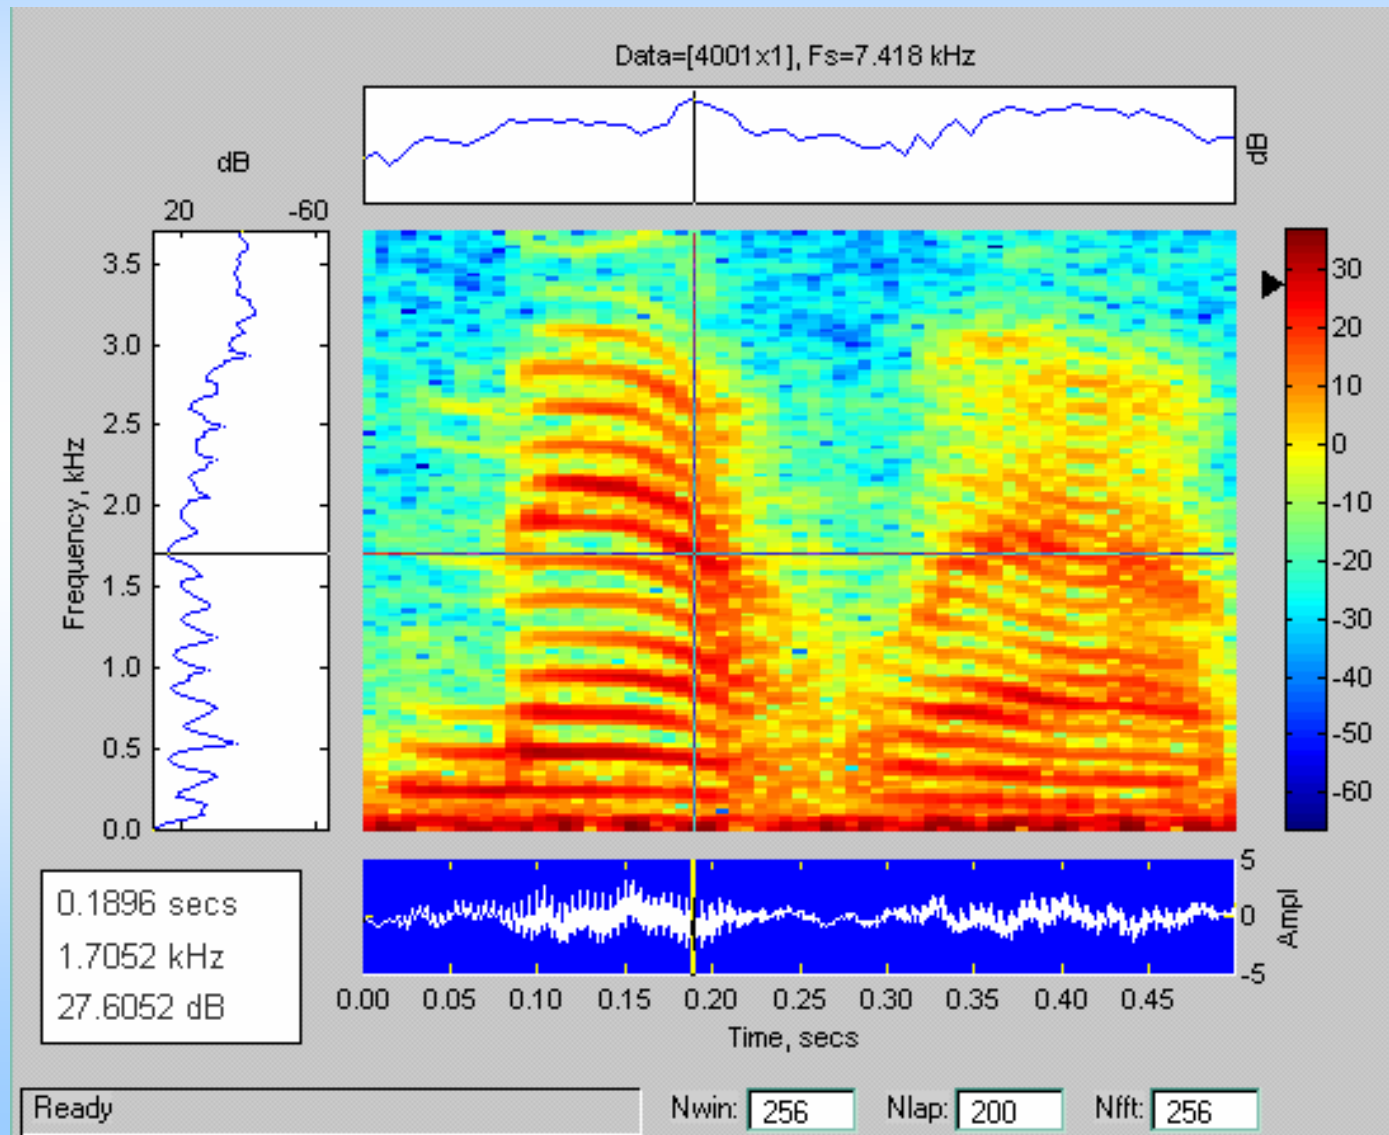 Data=[4001x1], Fs=7.418 kHz
dB
dB
20 -60
3.5
3.0
2.5
2.0
1.5
1.0
0.5
0.0
Frequency, kHz
30
20
10
0
-10
-20
-30
-40
-50
-60
0.1896 secs
1.7052 kHz
27.6052 dB
5
0
-5
Ampl
0.00 0.05 0.10 0.15 0.20 0.25 0.30 0.35 0.40 0.45
Time, secs
Ready
Nwin: 256 Nlap: 200 Nfft: 256